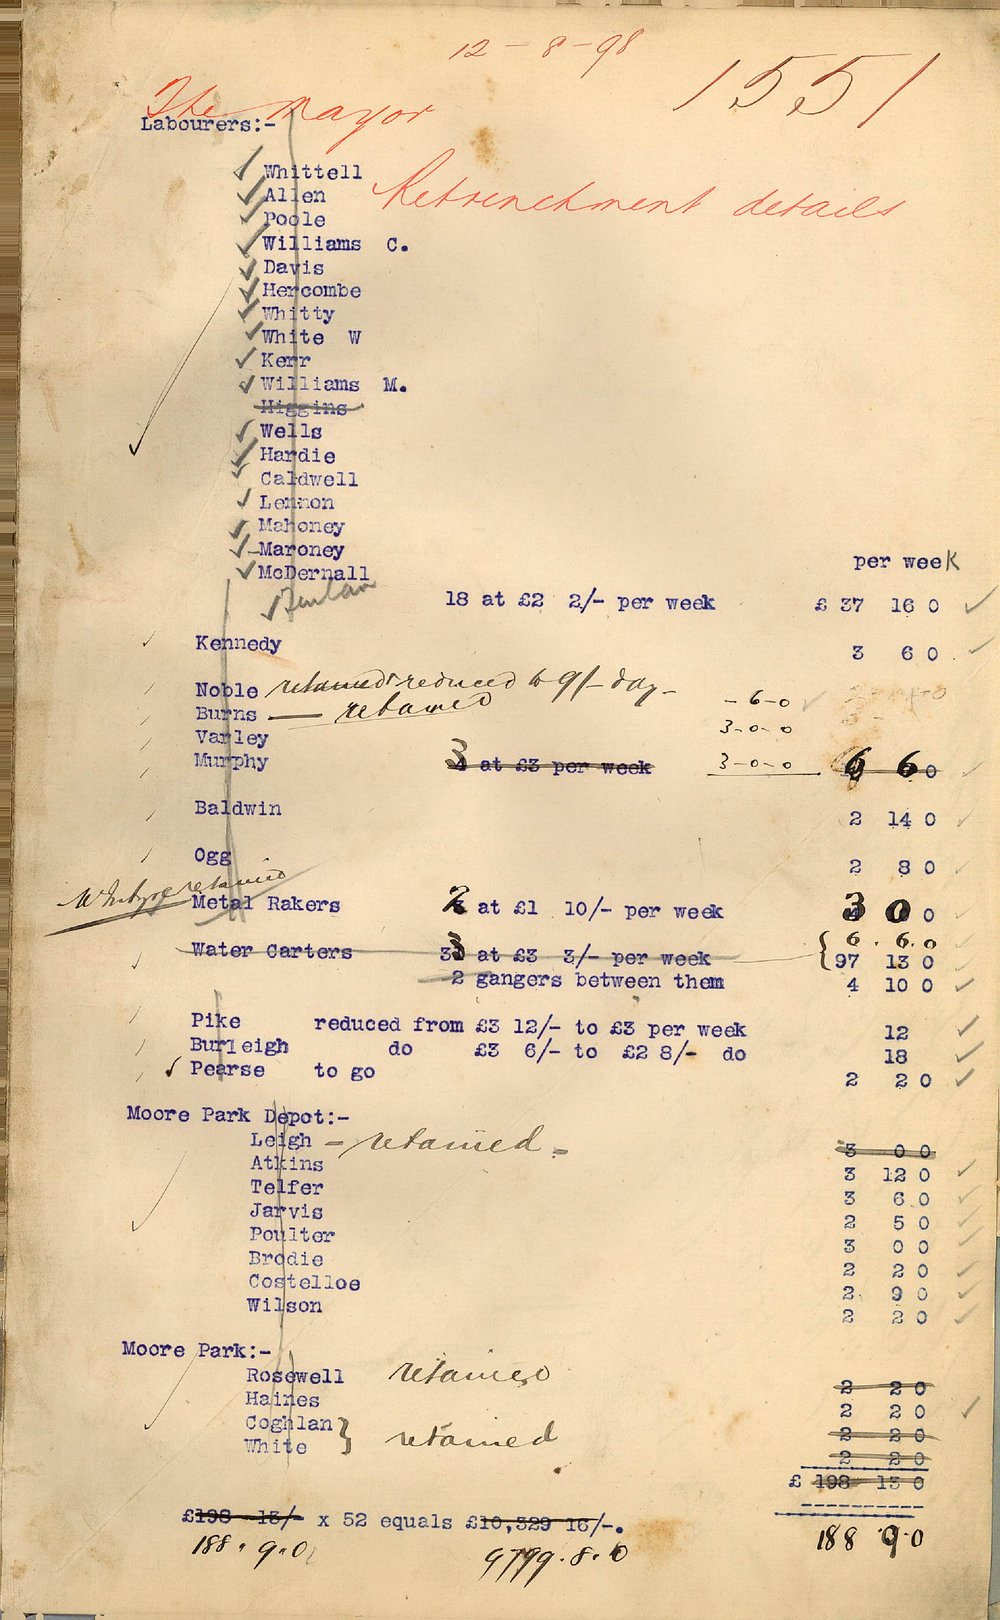 12-8-98
1551
The Mayor
Labourers:-
Whittell
Retrenchment details
Allen
Poole
Williams C.
Davis
Hercombe
Whitty
White W
Kerr
Williams M.
Higgins
Wells
Hardie
Caldwell
Lennon
Mahoney
Maroney
McDernall
per week
18 at £2 2/- per week £ 37 16 0
Kennedy 3 6 0
Noble retained reduced to 9/- day - - 6-0
Burns — retained 3-0-0
Varley
Murphy 3 at £3 per week 3-0-0 6 6 0
Baldwin 2 14 0
Ogg 2 8 0
retained
Metal Rakers 2 at £1 10/- per week 3 0 0
6 . 6 . 0
Water Carters 33 at £3 3/- per week 97 13 0
2 gangers between them 4 10 0
Pike reduced from £3 12/- to £3 per week 12
Burleigh do £3 6/- to £2 8/- do 18
Pearse to go 2 2 0
Moore Park Depot:-
Leigh - retained - 3 0 0
Atkins 3 12 0
Telfer 3 6 0
Jarvis 2 5 0
Poulter 3 0 0
Brodie 2 2 0
Costelloe 2 9 0
Wilson 2 2 0
Moore Park:-
Rosewell retained 2 2 0
Haines 2 2 0
Coghlan 2 2 0
White } retained 2 2 0
£ 198 13 0
£198 13/- x 52 equals £10,329 16/-.
188 . 9 . 0 9799 . 8 . 0 188 9-0